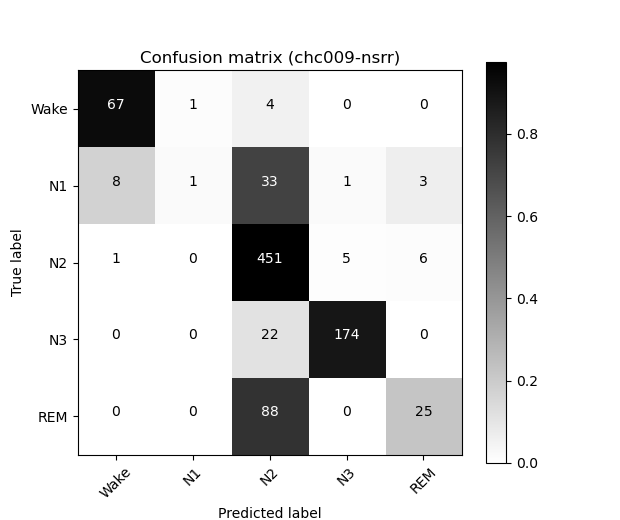 Confusion matrix (chc009-nsrr)
True label
Wake 67 1 4 0 0
N1 8 1 33 1 3
N2 1 0 451 5 6
N3 0 0 22 174 0
REM 0 0 88 0 25
Wake N1 N2 N3 REM
Predicted label
0.8
0.6
0.4
0.2
0.0